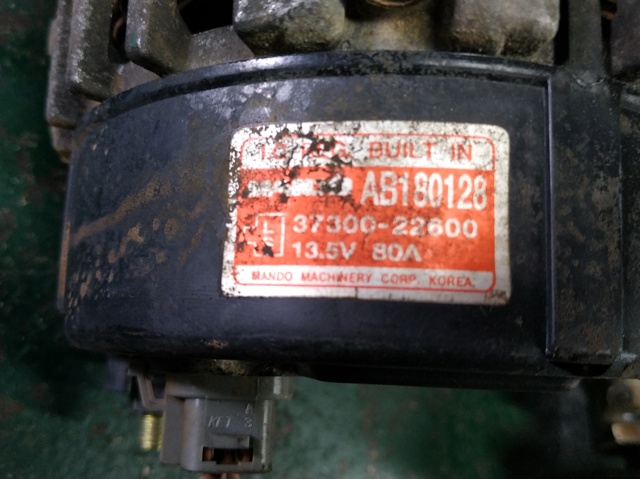 BUILT IN
AB180128
L
37300-22600
13.5V 80A
MANDO MACHINERY CORP. KOREA.